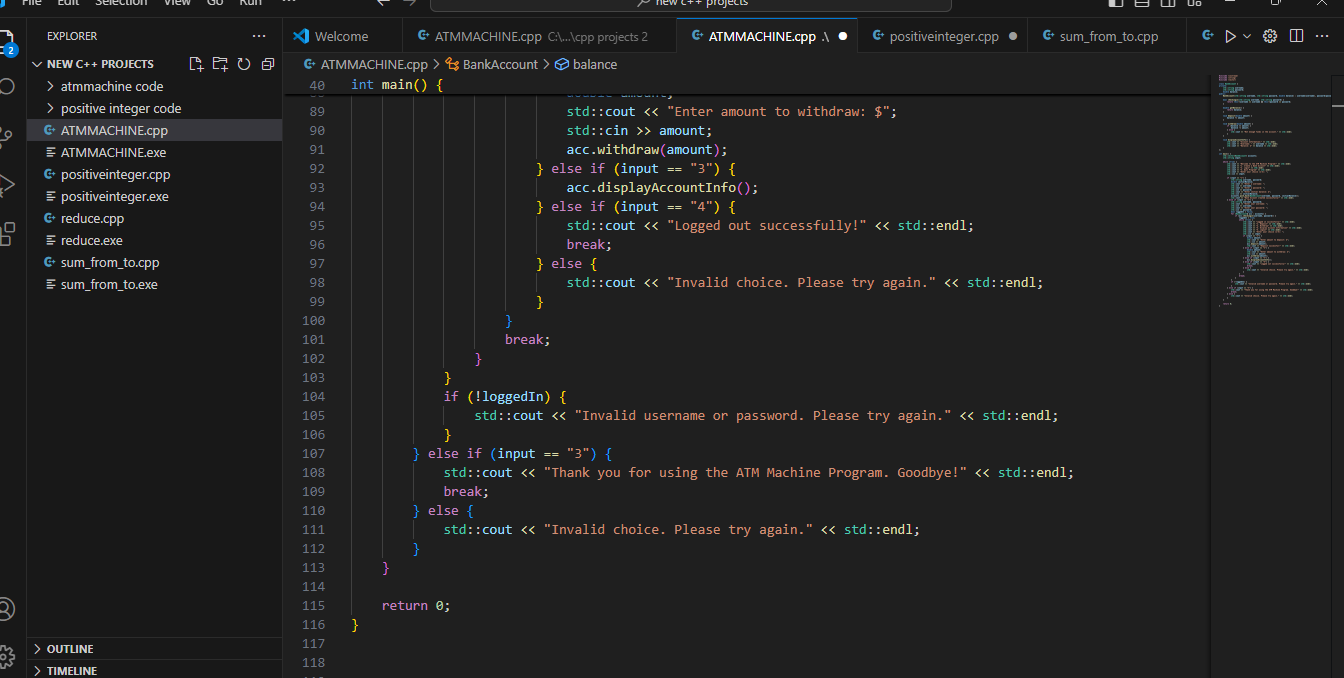 File Edit Selection View Go Run ...
new c++ projects
2
EXPLORER ...
NEW C++ PROJECTS
atmmachine code
positive integer code
ATMMACHINE.cpp
ATMMACHINE.exe
positiveinteger.cpp
positiveinteger.exe
reduce.cpp
reduce.exe
sum_from_to.cpp
sum_from_to.exe
OUTLINE
TIMELINE
Welcome
ATMMACHINE.cpp C:\...\cpp projects 2
ATMMACHINE.cpp .\
positiveinteger.cpp
sum_from_to.cpp
ATMMACHINE.cpp > BankAccount > balance
40 int main() {
88 double amount;
89 std::cout << "Enter amount to withdraw: $";
90 std::cin >> amount;
91 acc.withdraw(amount);
92 } else if (input == "3") {
93 acc.displayAccountInfo();
94 } else if (input == "4") {
95 std::cout << "Logged out successfully!" << std::endl;
96 break;
97 } else {
98 std::cout << "Invalid choice. Please try again." << std::endl;
99 }
100 }
101 break;
102 }
103 }
104 if (!loggedIn) {
105 std::cout << "Invalid username or password. Please try again." << std::endl;
106 }
107 } else if (input == "3") {
108 std::cout << "Thank you for using the ATM Machine Program. Goodbye!" << std::endl;
109 break;
110 } else {
111 std::cout << "Invalid choice. Please try again." << std::endl;
112 }
113 }
114
115 return 0;
116 }
117
118